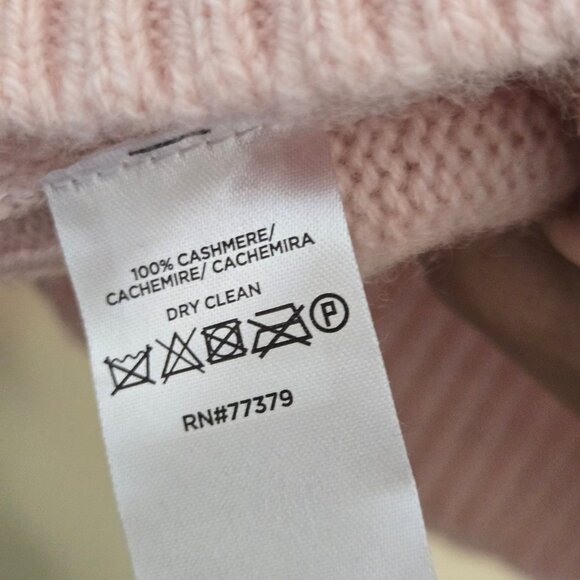 100% CASHMERE/
CACHEMIRE/ CACHEMIRA
DRY CLEAN
P
RN#77379